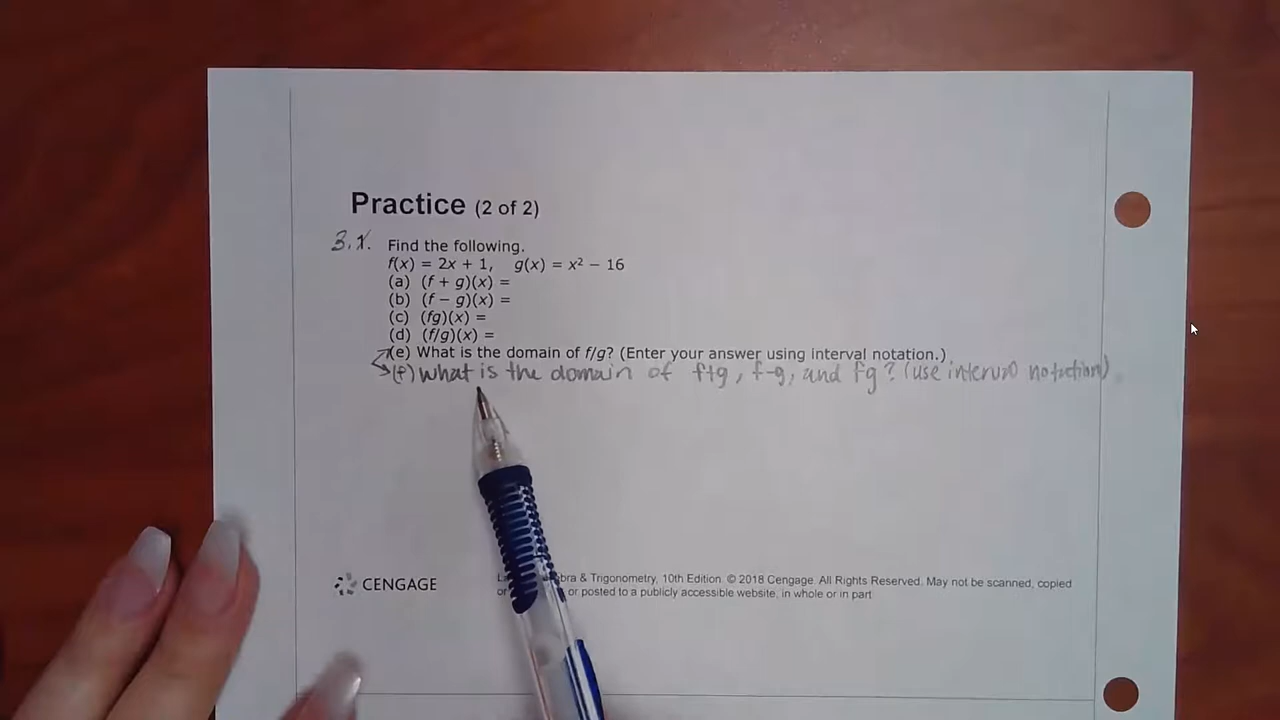 Practice (2 of 2)
3. Find the following.
f(x) = 2x + 1, g(x) = x² − 16
(a) (f + g)(x) =
(b) (f − g)(x) =
(c) (fg)(x) =
(d) (f/g)(x) =
(e) What is the domain of f/g? (Enter your answer using interval notation.)
(f) What is the domain of f+g, f-g, and fg? (use interval notation)
CENGAGE
bra & Trigonometry, 10th Edition. © 2018 Cengage. All Rights Reserved. May not be scanned, copied
or posted to a publicly accessible website, in whole or in part